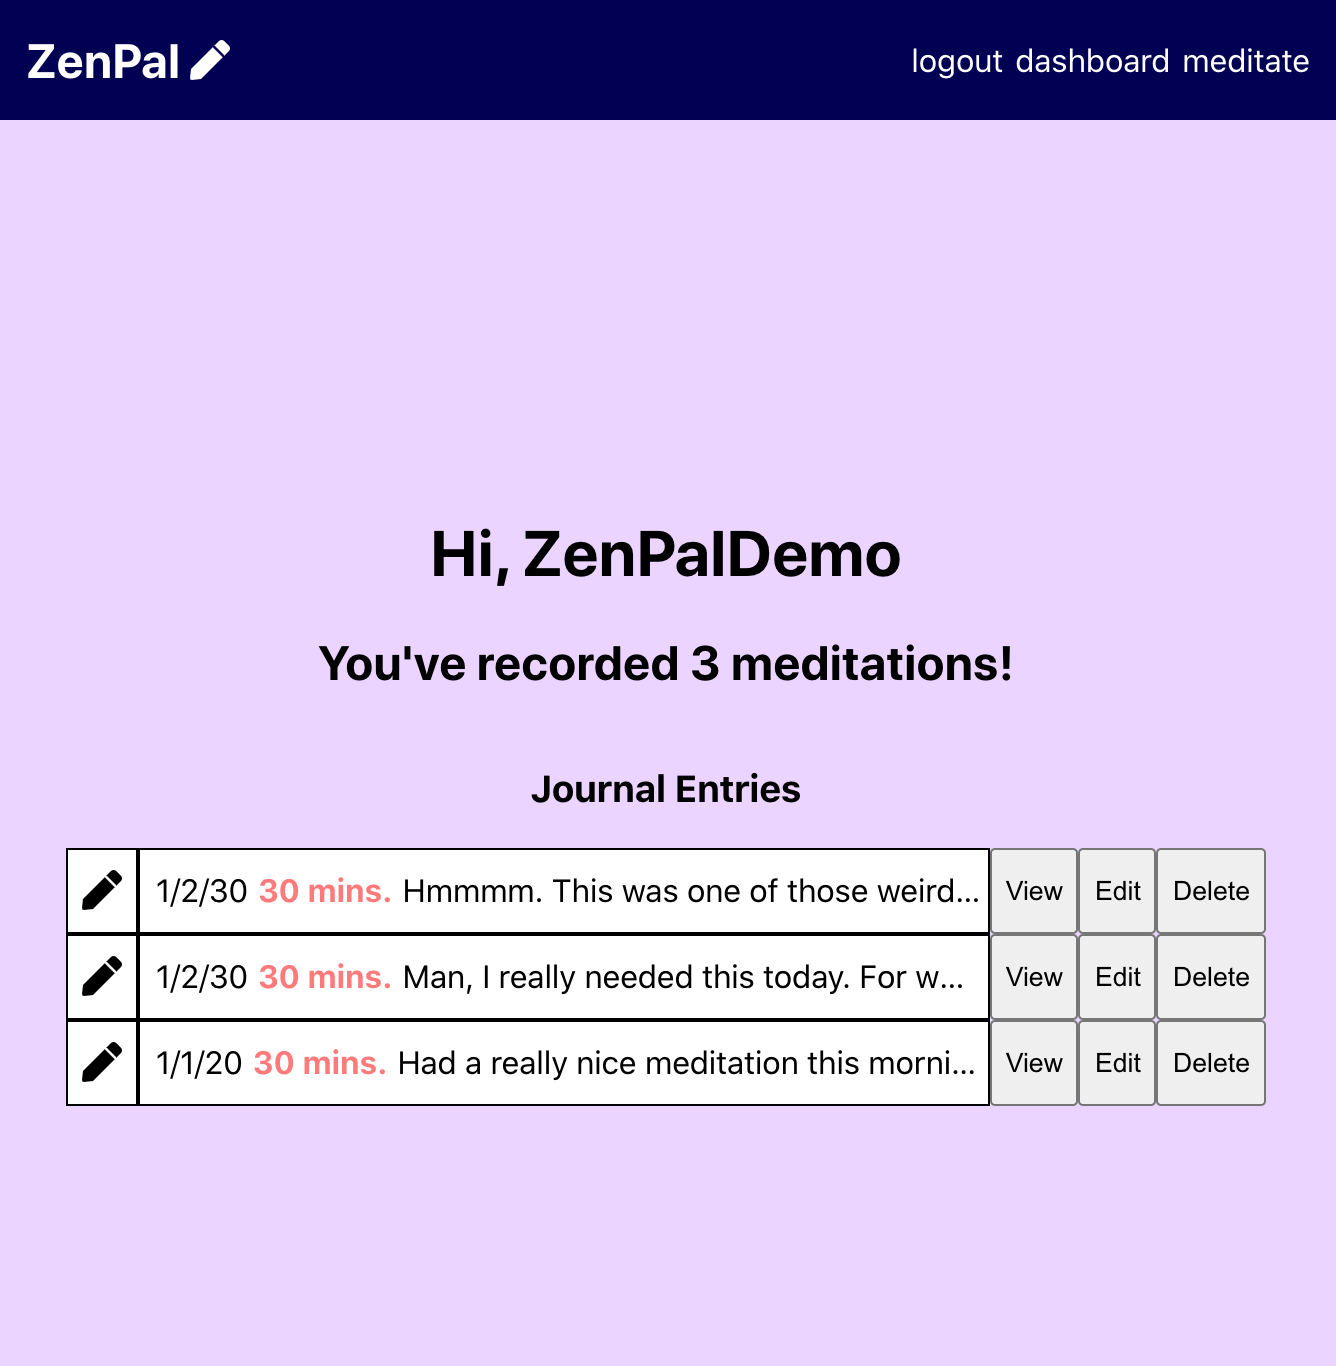 ZenPal
logout dashboard meditate
Hi, ZenPalDemo
You've recorded 3 meditations!
Journal Entries
1/2/30 30 mins. Hmmmm. This was one of those weird... View Edit Delete
1/2/30 30 mins. Man, I really needed this today. For w... View Edit Delete
1/1/20 30 mins. Had a really nice meditation this morni... View Edit Delete